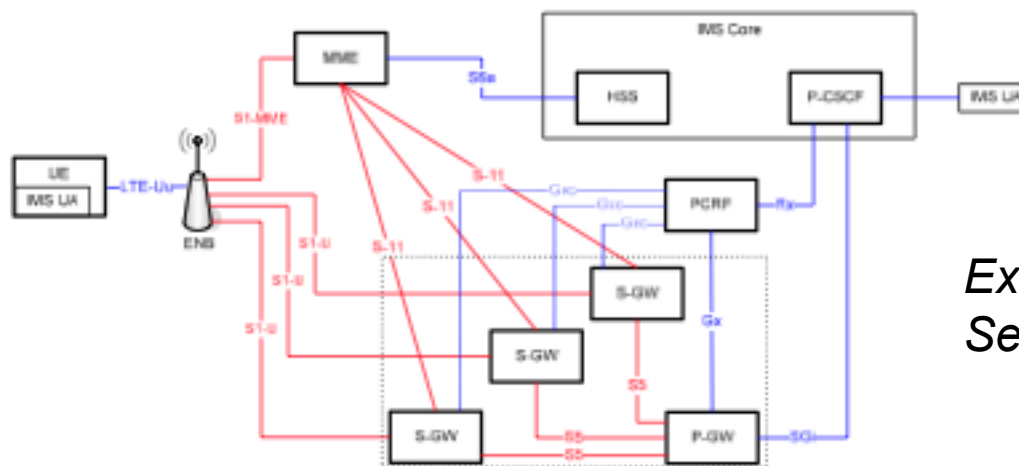 IMS Core
MME
S6a
HSS
P-CSCF
IMS UA
S1-MME
UE
IMS UA
LTE-Uu
ENB
S-11
S-11
S-11
Gxc
Gxc
Gxc
PCRF
Rx
S1-U
S1-U
S1-U
S-GW
Gx
S-GW
S5
S-GW
S5
S5
P-GW
SGi
Ex
Se